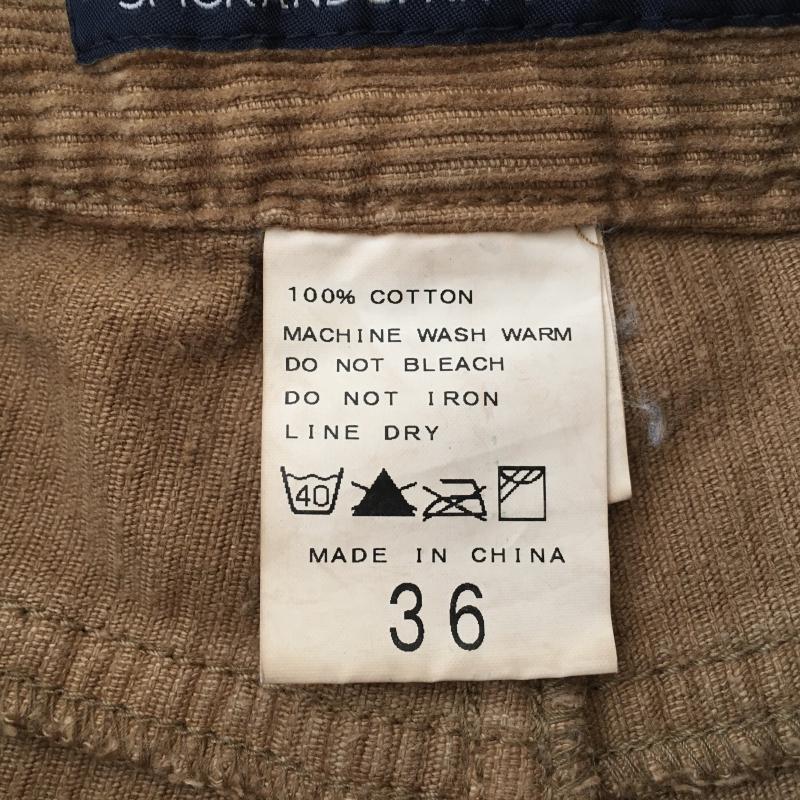 100% COTTON
MACHINE WASH WARM
DO NOT BLEACH
DO NOT IRON
LINE DRY
40
MADE IN CHINA
36